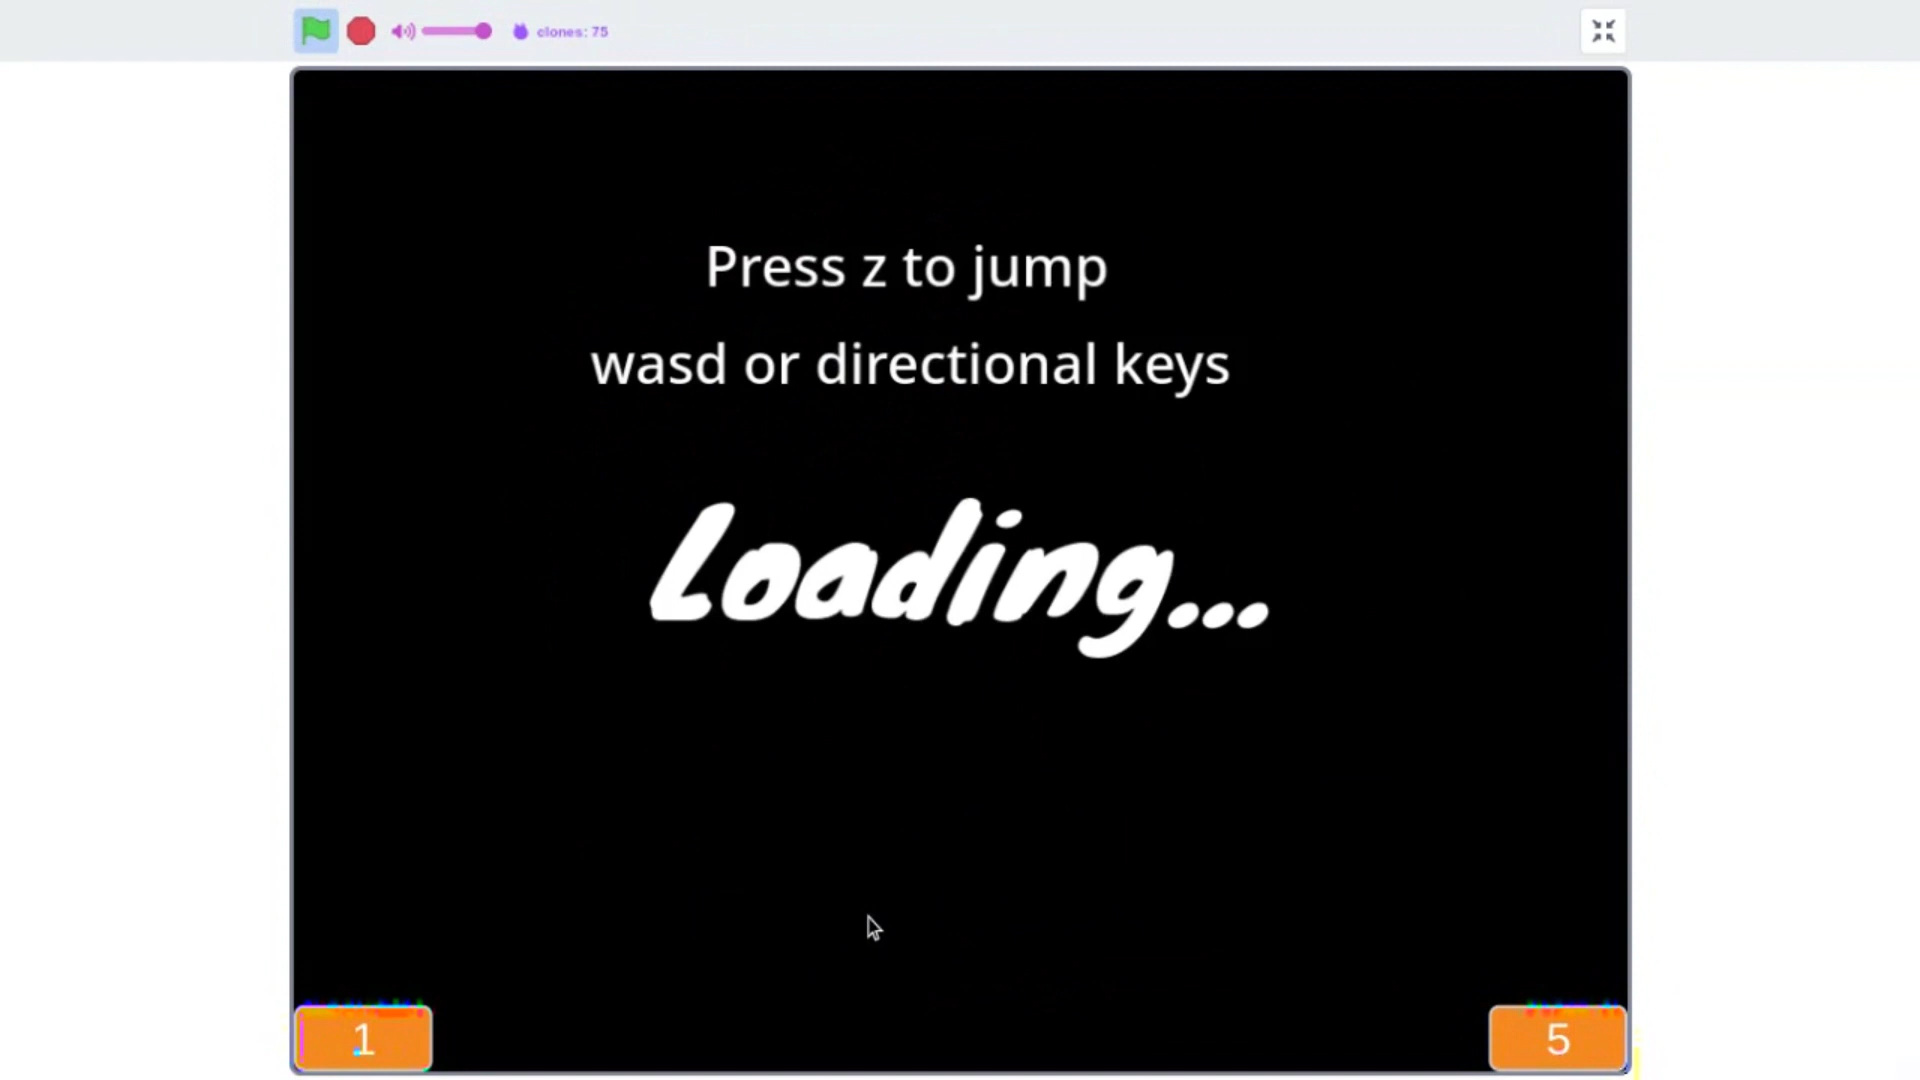 clones: 75
Press z to jump
wasd or directional keys
Loading...
1
5